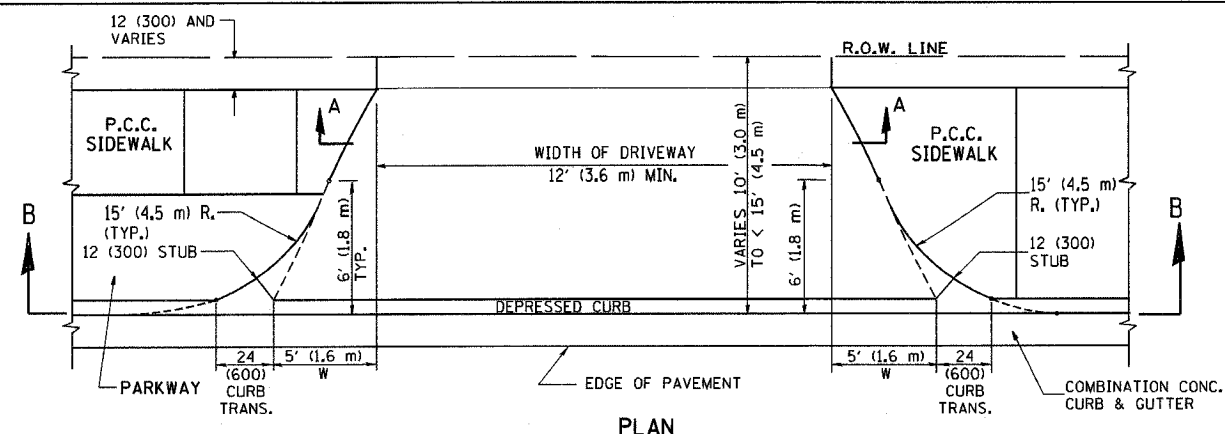 12 (300) AND
VARIES
R.O.W. LINE
A
A
P.C.C.
SIDEWALK
P.C.C.
SIDEWALK
WIDTH OF DRIVEWAY
12' (3.6 m) MIN.
VARIES 10' (3.0 m)
TO < 15' (4.5 m)
15' (4.5 m) R.
(TYP.)
12 (300) STUB
6' (1.8 m)
TYP.
6' (1.8 m)
15' (4.5 m)
R. (TYP.)
12 (300)
STUB
B
B
DEPRESSED CURB
24
(600)
CURB
TRANS.
5' (1.6 m)
W
5' (1.6 m)
W
24
(600)
CURB
TRANS.
PARKWAY
EDGE OF PAVEMENT
COMBINATION CONC.
CURB & GUTTER
PLAN